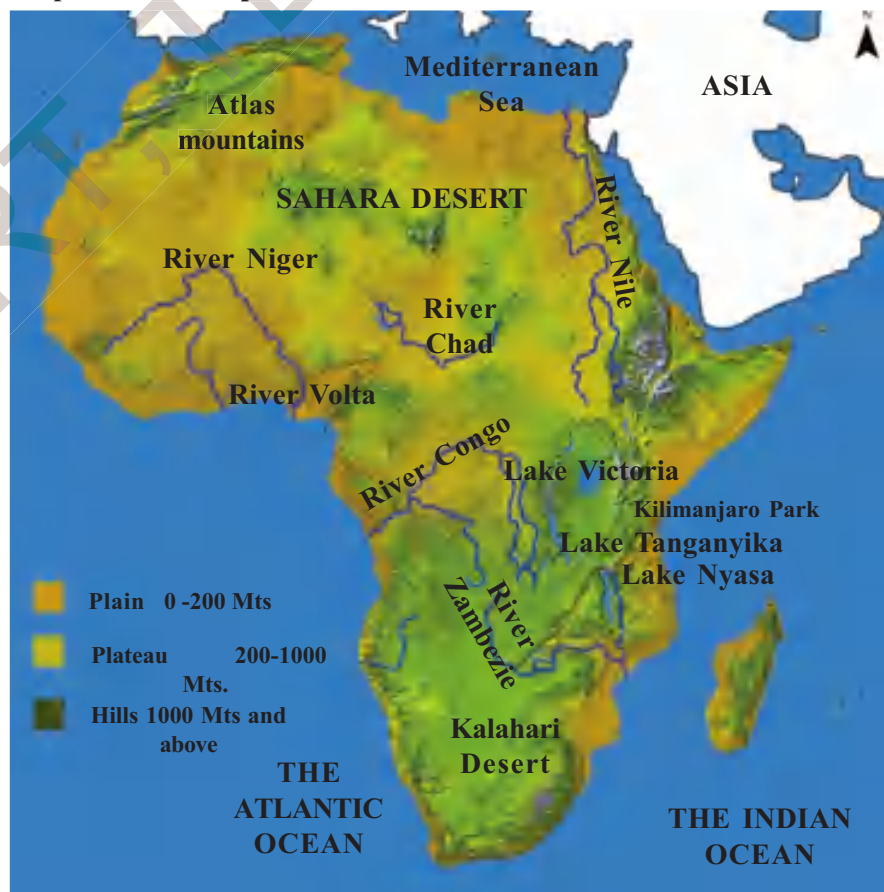 Mediterranean
Sea
ASIA
N
Atlas
mountains
SAHARA DESERT
River Nile
River Niger
River
Chad
River Volta
River Congo
Lake Victoria
Kilimanjaro Park
Lake Tanganyika
Lake Nyasa
River
Zambezie
Plain 0 -200 Mts
Plateau 200-1000
Mts.
Hills 1000 Mts and
above
Kalahari
Desert
THE
ATLANTIC
OCEAN
THE INDIAN
OCEAN